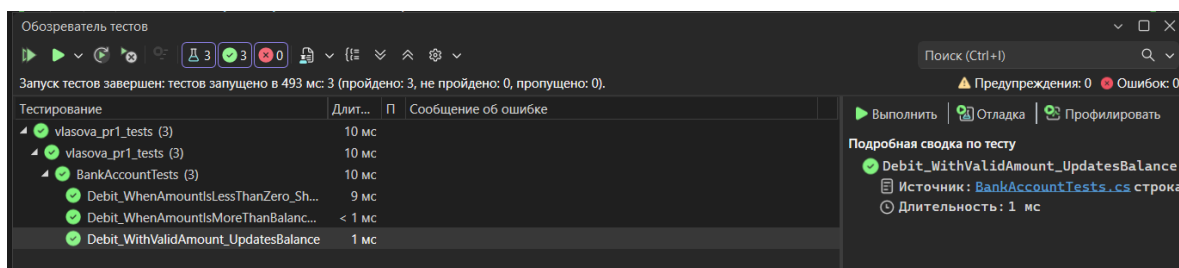 Обозреватель тестов
3 3 0 Поиск (Ctrl+I)
Запуск тестов завершен: тестов запущено в 493 мс: 3 (пройдено: 3, не пройдено: 0, пропущено: 0). Предупреждения: 0 Ошибок: 0
Тестирование Длит... П Сообщение об ошибке
vlasova_pr1_tests (3) 10 мс
vlasova_pr1_tests (3) 10 мс
BankAccountTests (3) 10 мс
Debit_WhenAmountIsLessThanZero_Sh... 9 мс
Debit_WhenAmountIsMoreThanBalanc... < 1 мс
Debit_WithValidAmount_UpdatesBalance 1 мс
Выполнить Отладка Профилировать
Подробная сводка по тесту
Debit_WithValidAmount_UpdatesBalance
Источник: BankAccountTests.cs строка
Длительность: 1 мс